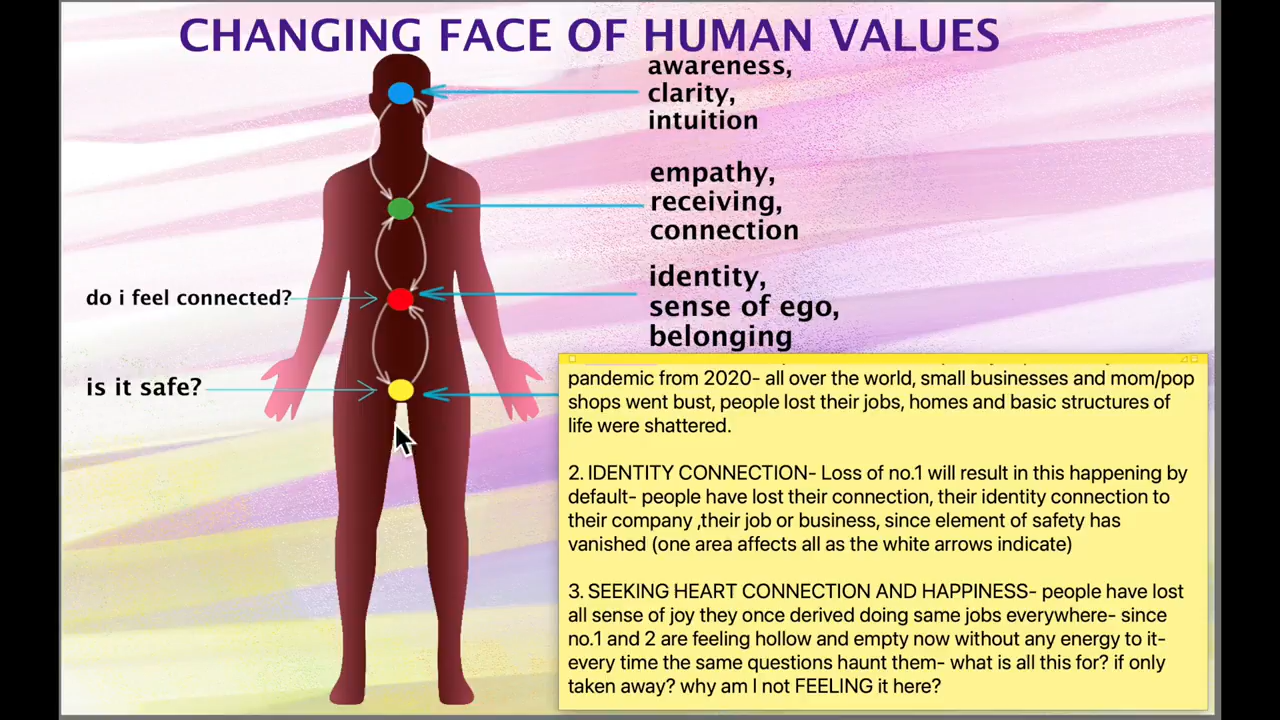 CHANGING FACE OF HUMAN VALUES
awareness,
clarity,
intuition
empathy,
receiving,
connection
identity,
sense of ego,
belonging
do i feel connected?
is it safe?
pandemic from 2020- all over the world, small businesses and mom/pop
shops went bust, people lost their jobs, homes and basic structures of
life were shattered.
2. IDENTITY CONNECTION- Loss of no.1 will result in this happening by
default- people have lost their connection, their identity connection to
their company ,their job or business, since element of safety has
vanished (one area affects all as the white arrows indicate)
3. SEEKING HEART CONNECTION AND HAPPINESS- people have lost
all sense of joy they once derived doing same jobs everywhere- since
no.1 and 2 are feeling hollow and empty now without any energy to it-
every time the same questions haunt them- what is all this for? if only
taken away? why am I not FEELING it here?